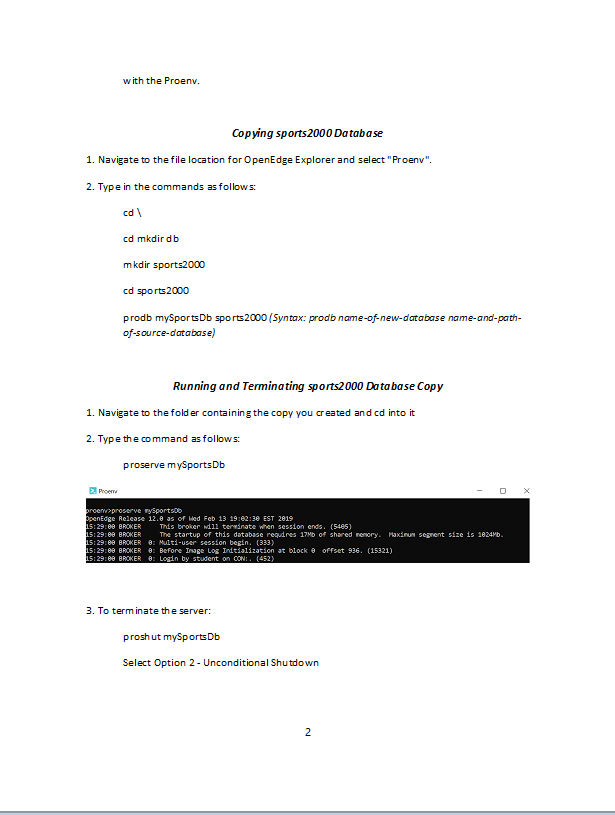 with the Proenv.
Copying sports2000 Database
1. Navigate to the file location for OpenEdge Explorer and select "Proenv".
2. Type in the commands as follows:
cd \
cd mkdir db
mkdir sports2000
cd sports2000
prodb mySportsDb sports2000 (Syntax: prodb name-of-new-database name-and-path-
of-source-database)
Running and Terminating sports2000 Database Copy
1. Navigate to the folder containing the copy you created and cd into it
2. Type the command as follows:
proserve mySportsDb
Proenv
proenv>proserve mySportsDb
OpenEdge Release 12.0 as of Wed Feb 13 19:02:30 EST 2019
15:29:00 BROKER This broker will terminate when session ends. (5405)
15:29:00 BROKER The startup of this database requires 17Mb of shared memory. Maximum segment size is 1024Mb.
15:29:00 BROKER 0: Multi-user session begin. (333)
15:29:00 BROKER 0: Before Image Log Initialization at block 0 offset 936. (15321)
15:29:00 BROKER 0: Login by student on CON:. (452)
3. To terminate the server:
proshut mySportsDb
Select Option 2 - Unconditional Shutdown
2